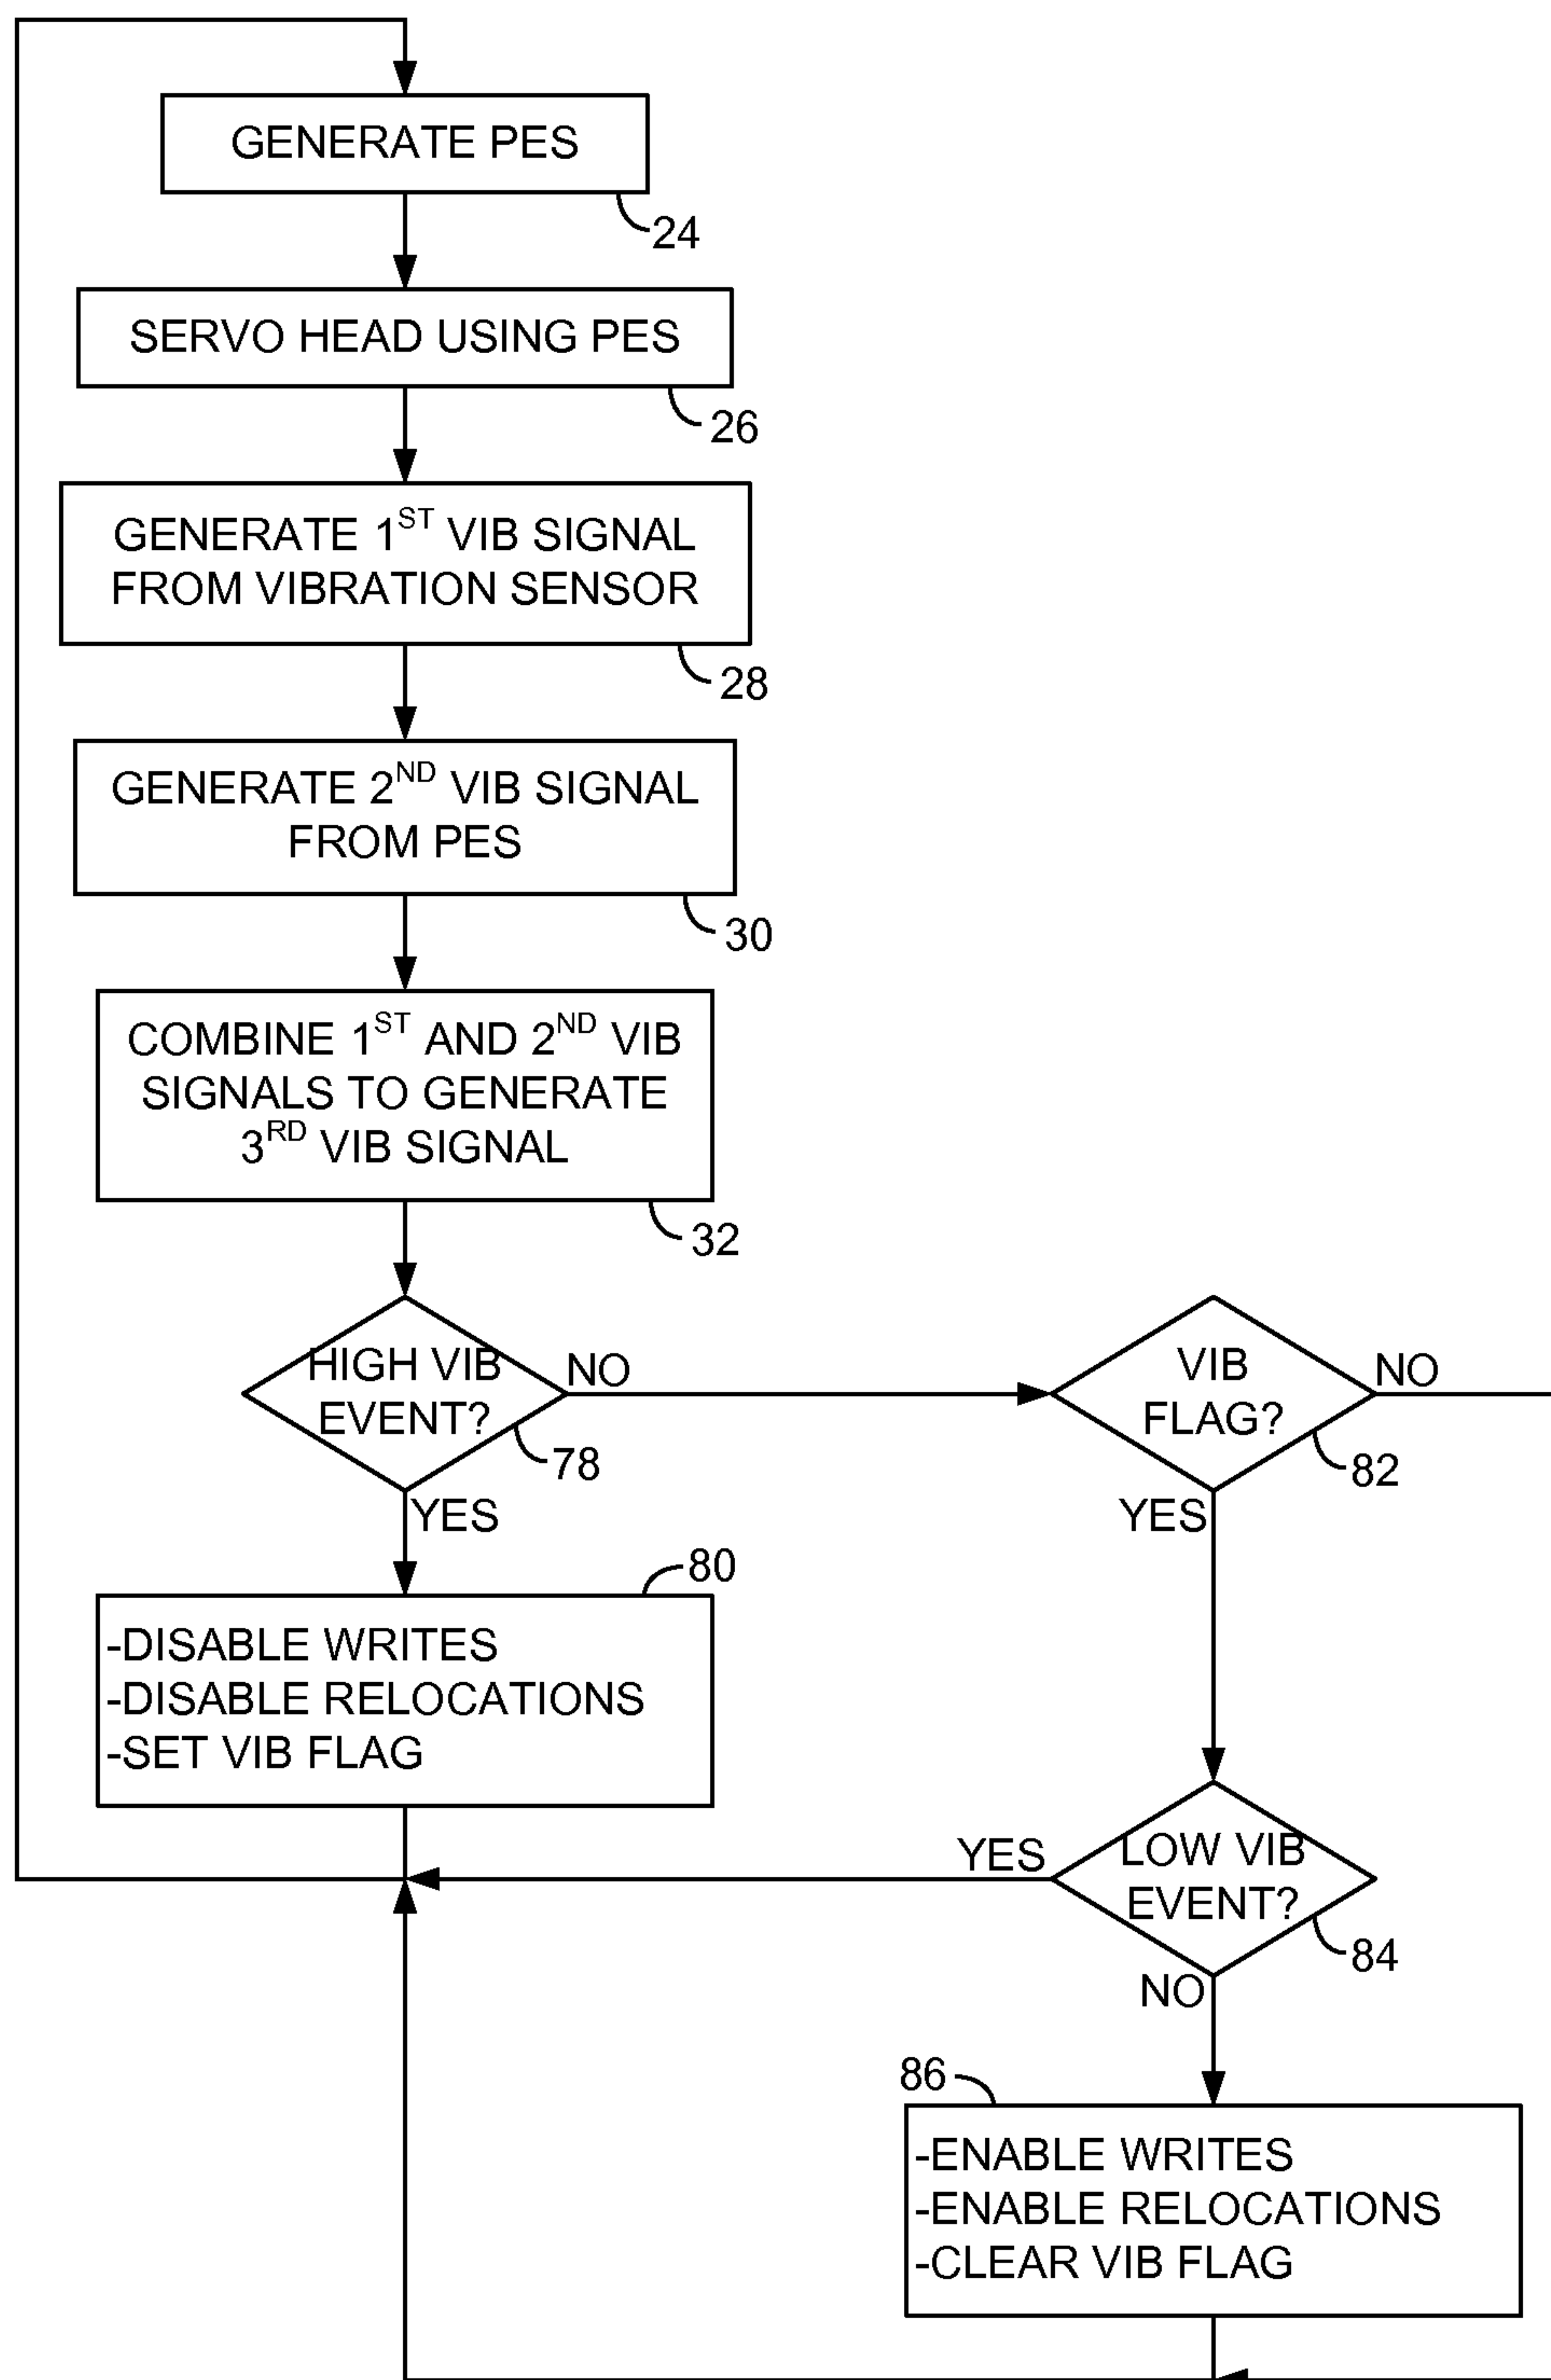 GENERATE PES
24
SERVO HEAD USING PES
26
GENERATE 1ST VIB SIGNAL
FROM VIBRATION SENSOR
28
GENERATE 2ND VIB SIGNAL
FROM PES
30
COMBINE 1ST AND 2ND VIB
SIGNALS TO GENERATE
3RD VIB SIGNAL
32
HIGH VIB
EVENT?
NO
78
YES
VIB
FLAG?
NO
82
YES
80
-DISABLE WRITES
-DISABLE RELOCATIONS
-SET VIB FLAG
YES
LOW VIB
EVENT?
84
NO
86
-ENABLE WRITES
-ENABLE RELOCATIONS
-CLEAR VIB FLAG